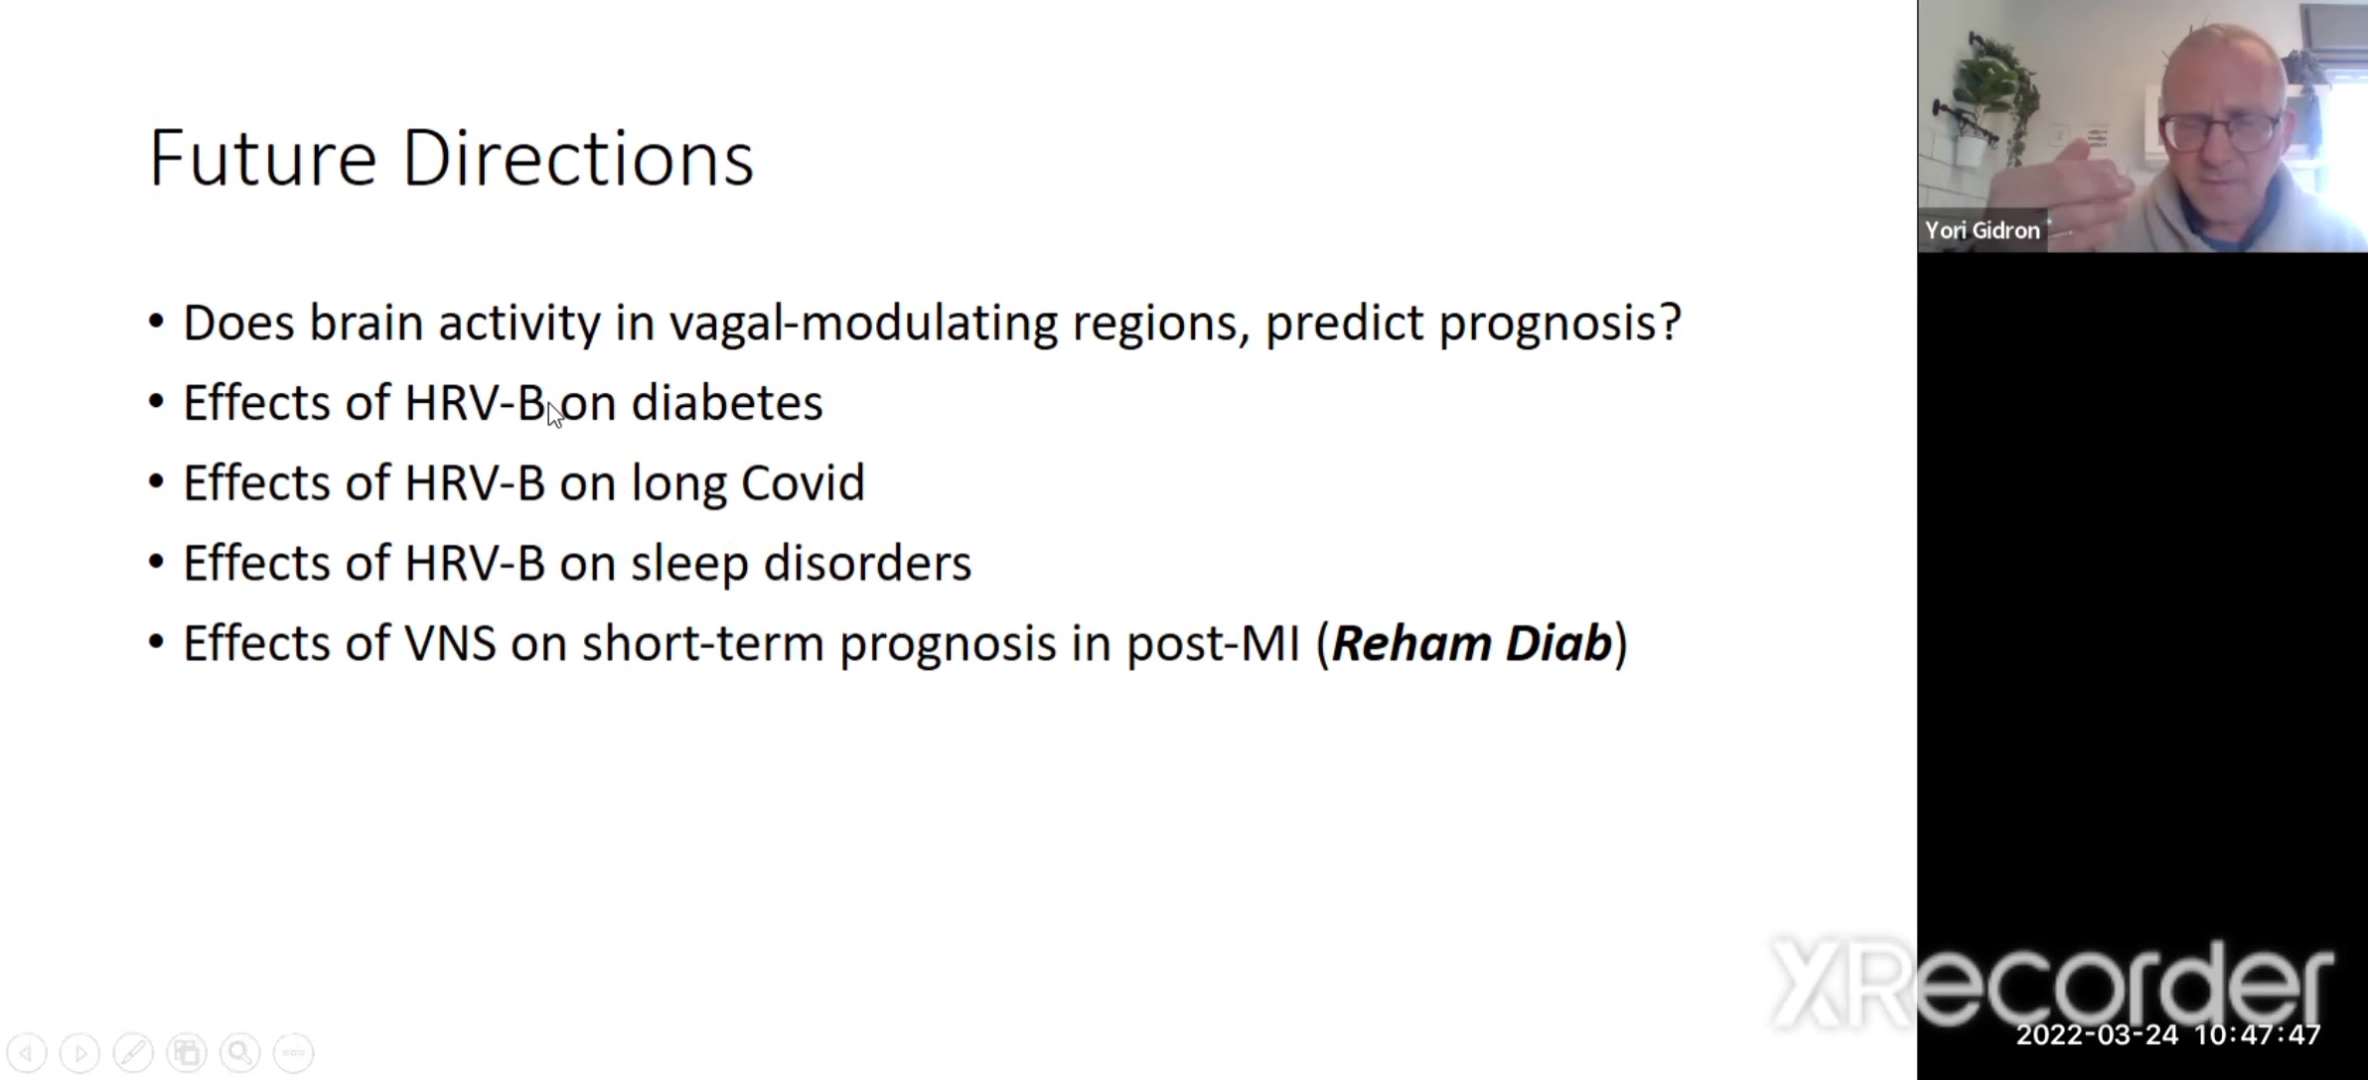 Future Directions
• Does brain activity in vagal-modulating regions, predict prognosis?
• Effects of HRV-B on diabetes
• Effects of HRV-B on long Covid
• Effects of HRV-B on sleep disorders
• Effects of VNS on short-term prognosis in post-MI (Reham Diab)
Yori Gidron
XRecorder
2022-03-24 10:47:47